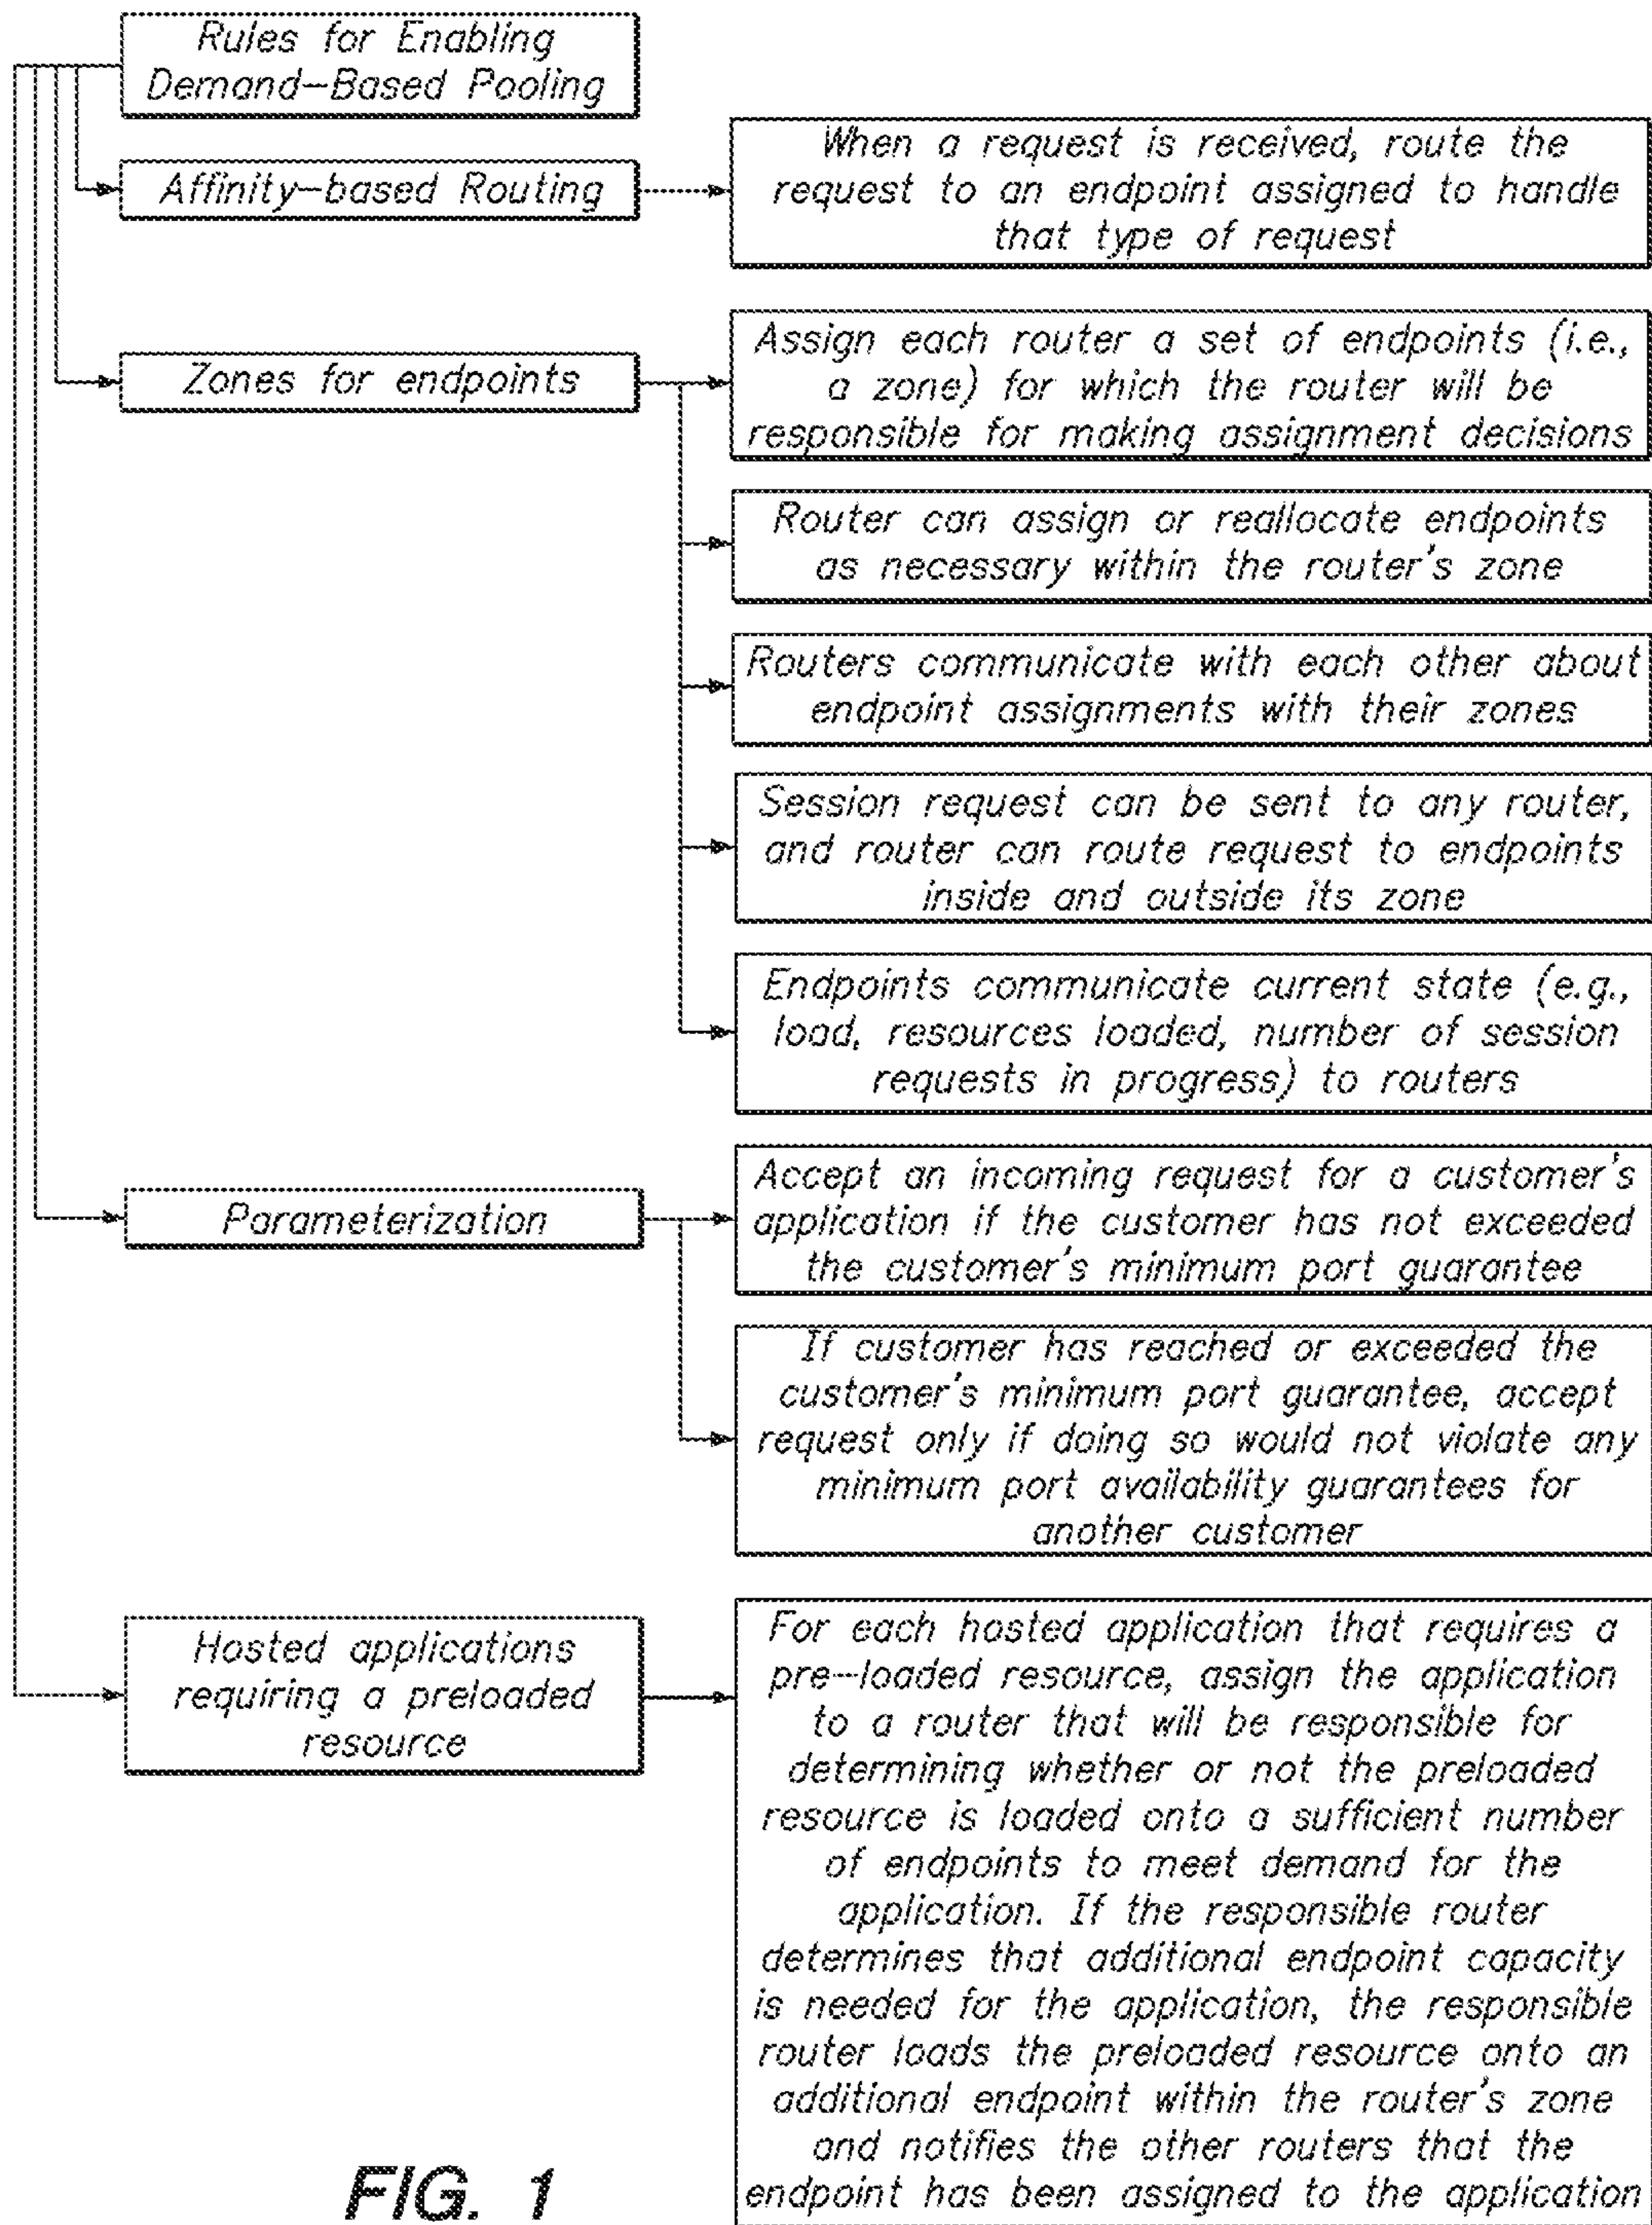 Rules for Enabling
Demand-Based Pooling
Affinity-based Routing
When a request is received, route the
request to an endpoint assigned to handle
that type of request
Zones for endpoints
Assign each router a set of endpoints (i.e.,
a zone) for which the router will be
responsible for making assignment decisions
Router can assign or reallocate endpoints
as necessary within the router's zone
Routers communicate with each other about
endpoint assignments with their zones
Session request can be sent to any router,
and router can route request to endpoints
inside and outside its zone
Endpoints communicate current state (e.g.,
load, resources loaded, number of session
requests in progress) to routers
Parameterization
Accept an incoming request for a customer's
application if the customer has not exceeded
the customer's minimum port guarantee
If customer has reached or exceeded the
customer's minimum port guarantee, accept
request only if doing so would not violate any
minimum port availability guarantees for
another customer
Hosted applications
requiring a preloaded
resource
For each hosted application that requires a
pre-loaded resource, assign the application
to a router that will be responsible for
determining whether or not the preloaded
resource is loaded onto a sufficient number
of endpoints to meet demand for the
application. If the responsible router
determines that additional endpoint capacity
is needed for the application, the responsible
router loads the preloaded resource onto an
additional endpoint within the router's zone
and notifies the other routers that the
endpoint has been assigned to the application
FIG. 1